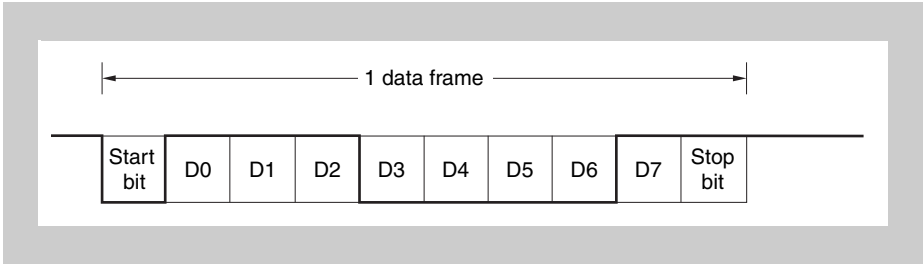 1 data frame
Start bit
D0
D1
D2
D3
D4
D5
D6
D7
Stop bit